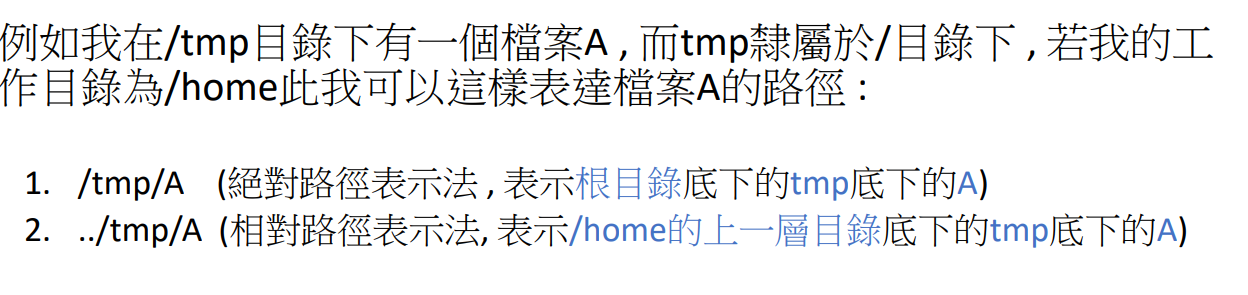 例如我在/tmp目錄下有一個檔案A , 而tmp隸屬於/目錄下 , 若我的工
作目錄為/home此我可以這樣表達檔案A的路徑 :
1. /tmp/A (絕對路徑表示法 , 表示根目錄底下的tmp底下的A)
2. ../tmp/A (相對路徑表示法, 表示/home的上一層目錄底下的tmp底下的A)